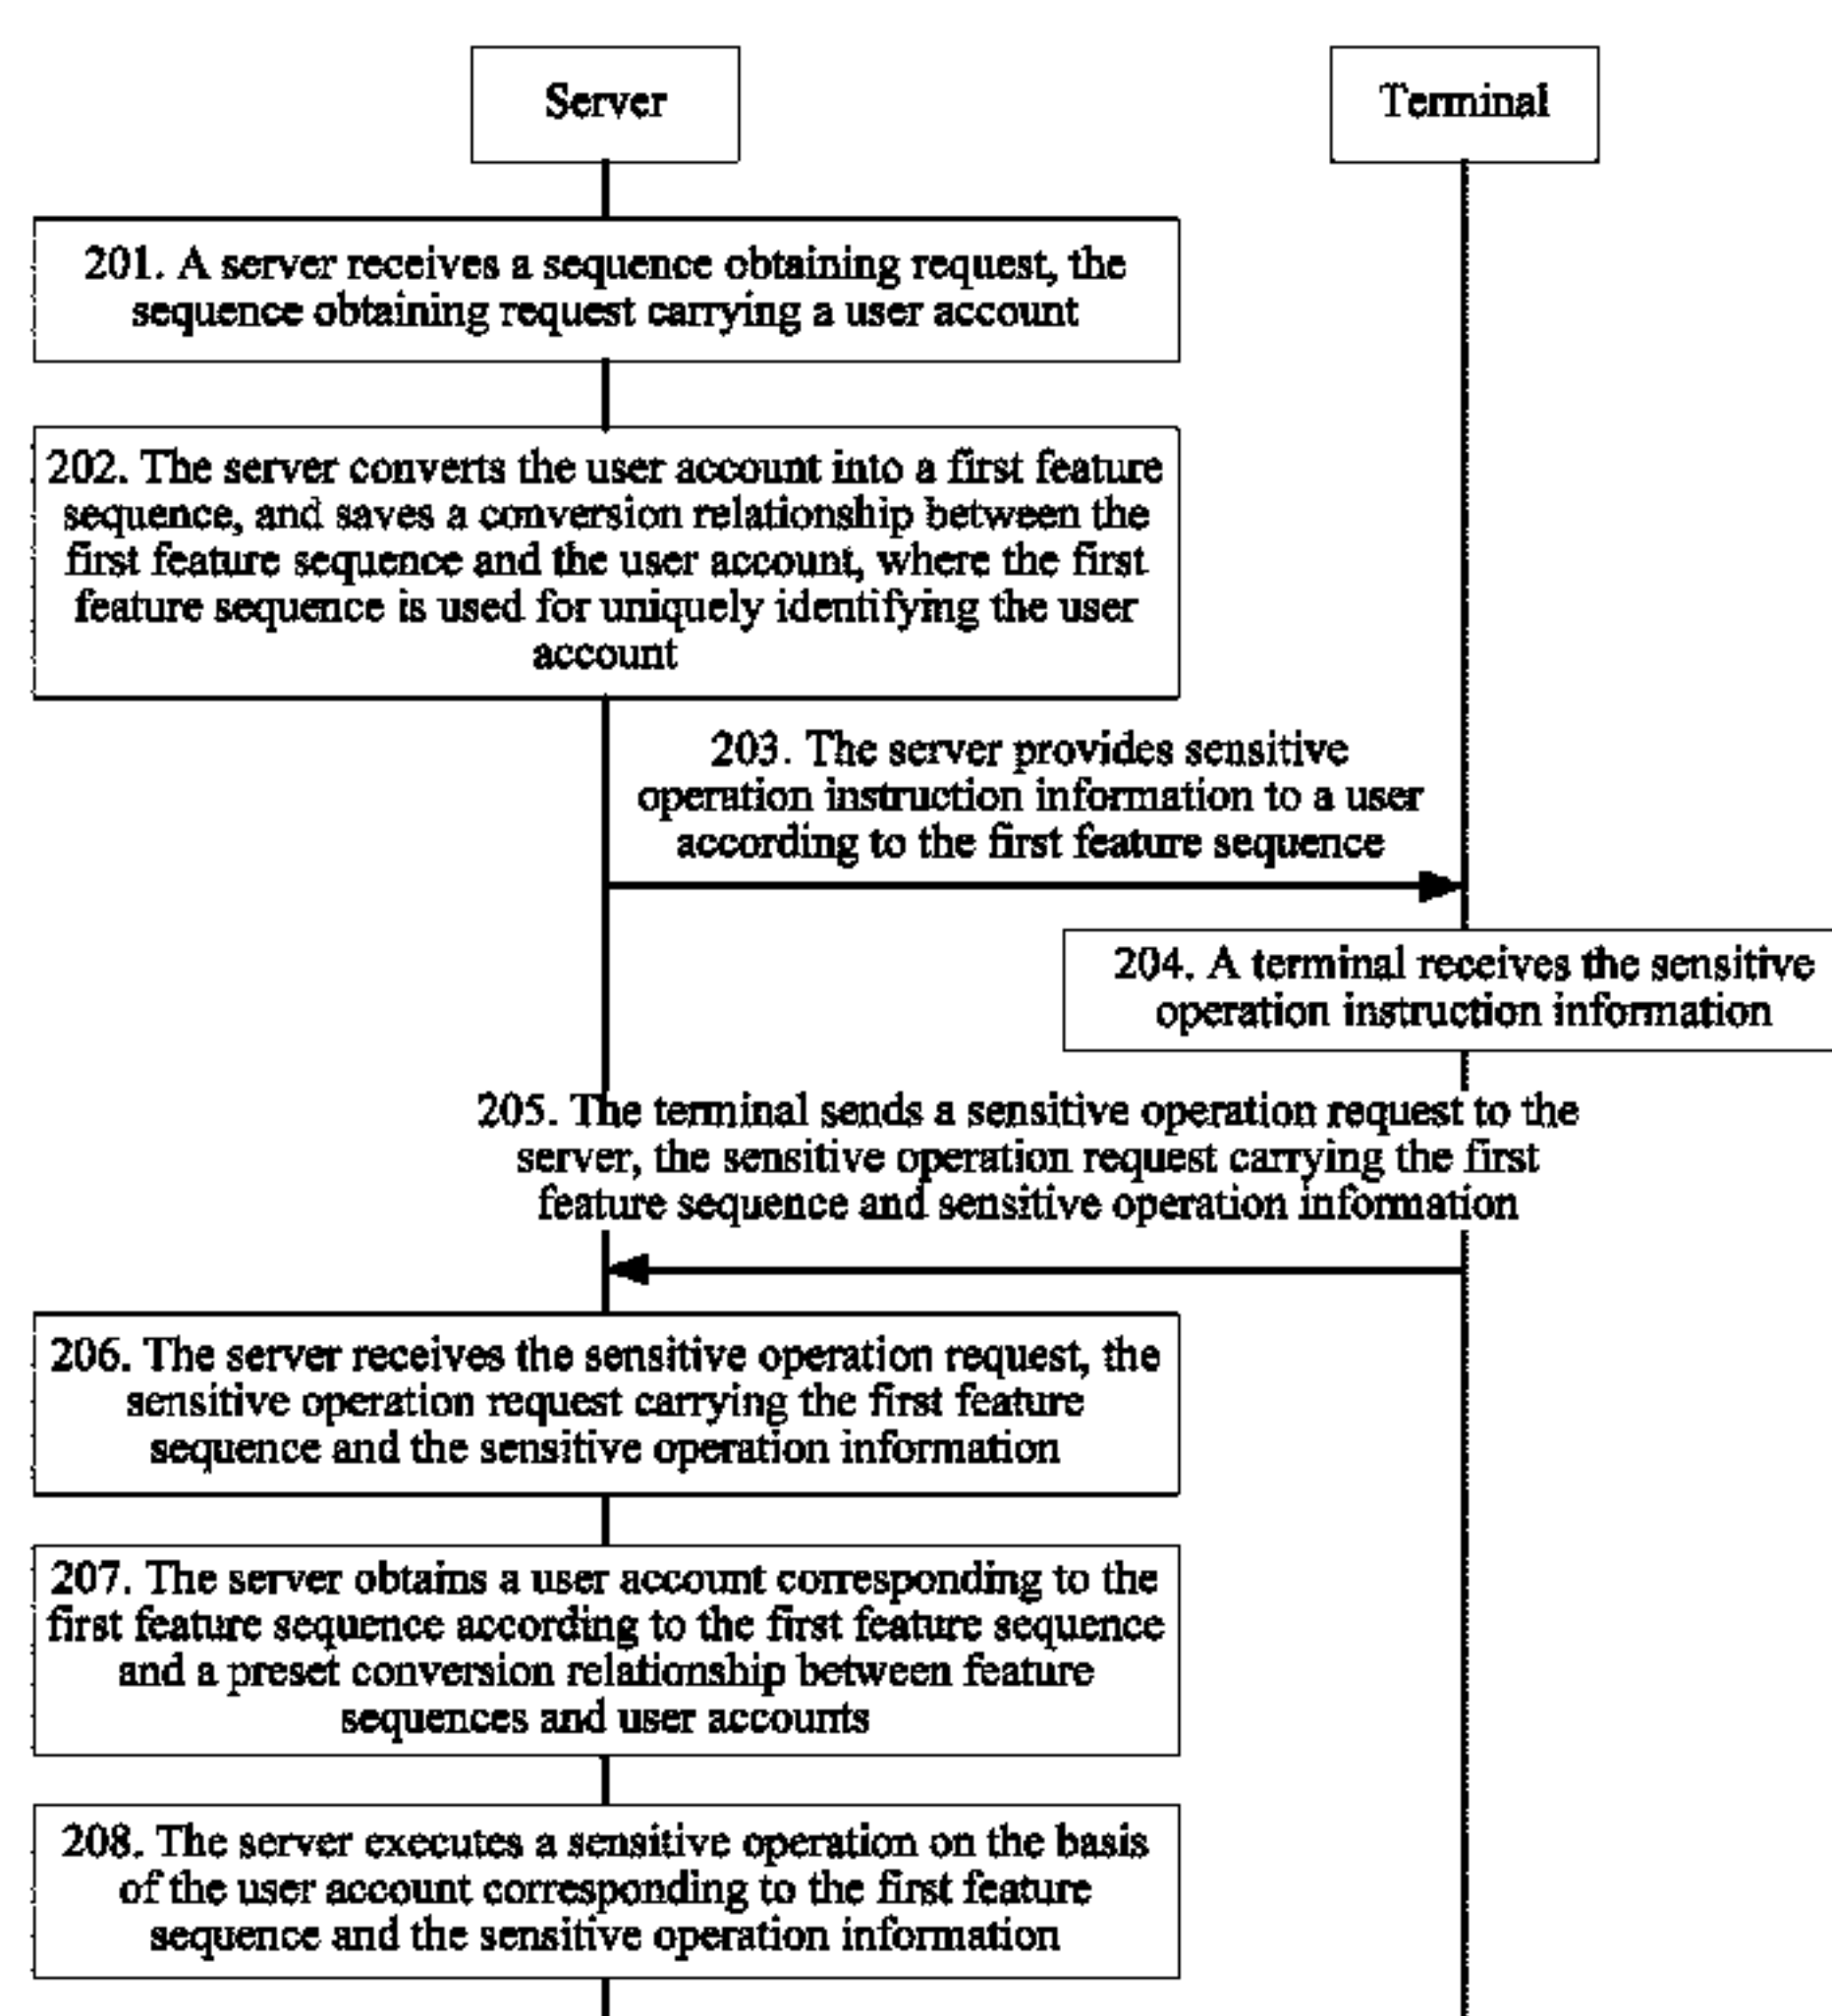 Server
Terminal
201. A server receives a sequence obtaining request, the
sequence obtaining request carrying a user account
202. The server converts the user account into a first feature
sequence, and saves a conversion relationship between the
first feature sequence and the user account, where the first
feature sequence is used for uniquely identifying the user
account
203. The server provides sensitive
operation instruction information to a user
according to the first feature sequence
204. A terminal receives the sensitive
operation instruction information
205. The terminal sends a sensitive operation request to the
server, the sensitive operation request carrying the first
feature sequence and sensitive operation information
206. The server receives the sensitive operation request, the
sensitive operation request carrying the first feature
sequence and the sensitive operation information
207. The server obtains a user account corresponding to the
first feature sequence according to the first feature sequence
and a preset conversion relationship between feature
sequences and user accounts
208. The server executes a sensitive operation on the basis
of the user account corresponding to the first feature
sequence and the sensitive operation information